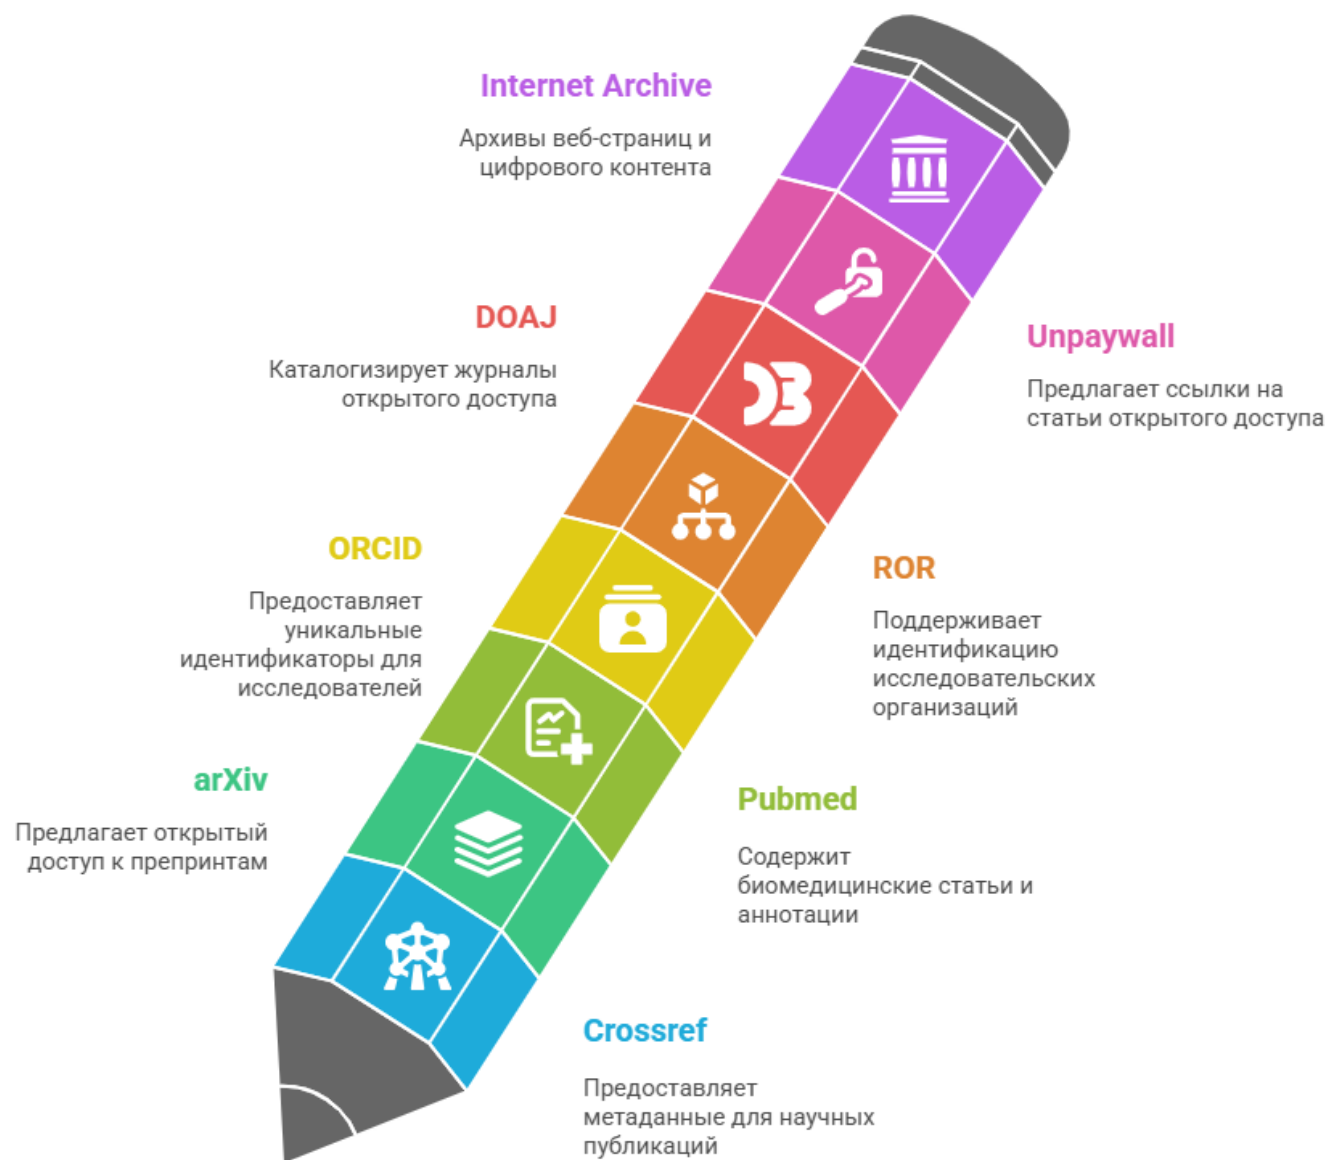 Internet Archive
Архивы веб-страниц и
цифрового контента
Unpaywall
Предлагает ссылки на
статьи открытого доступа
DOAJ
Каталогизирует журналы
открытого доступа
ROR
Поддерживает
идентификацию
исследовательских
организаций
ORCID
Предоставляет
уникальные
идентификаторы для
исследователей
Pubmed
Содержит
биомедицинские статьи и
аннотации
arXiv
Предлагает открытый
доступ к препринтам
Crossref
Предоставляет
метаданные для научных
публикаций